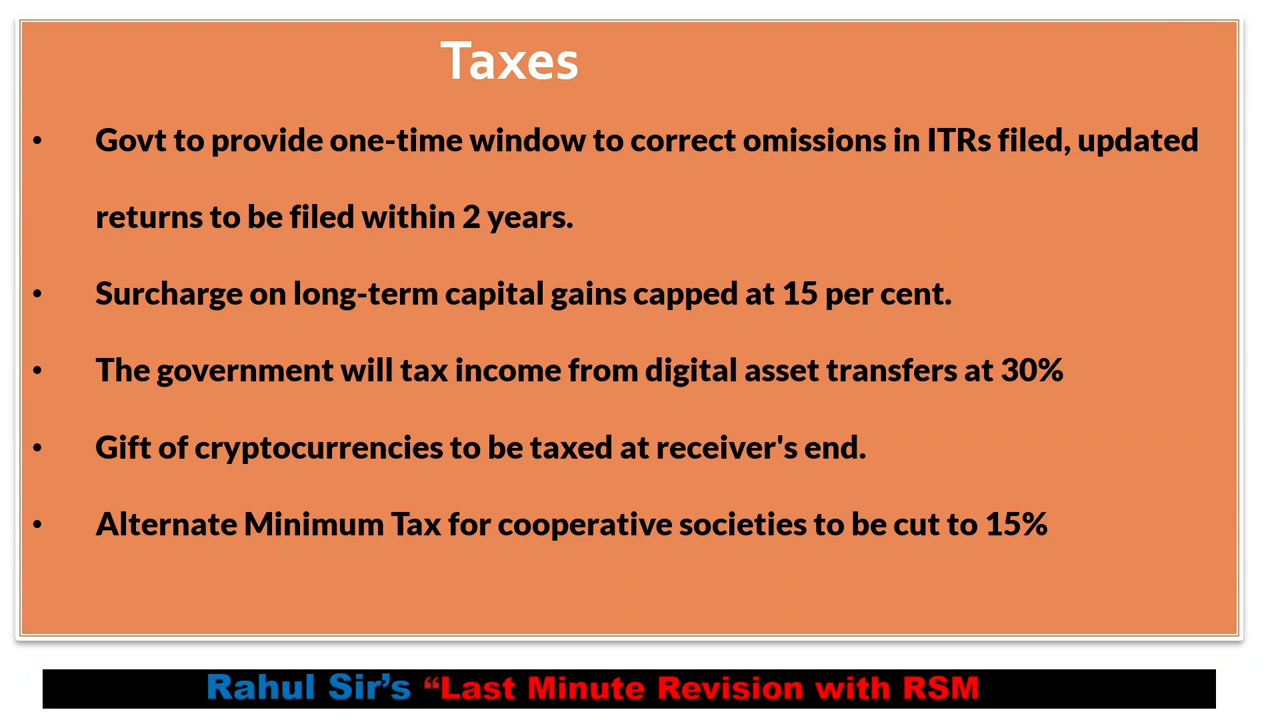 Taxes
• Govt to provide one-time window to correct omissions in ITRs filed, updated
returns to be filed within 2 years.
• Surcharge on long-term capital gains capped at 15 per cent.
• The government will tax income from digital asset transfers at 30%
• Gift of cryptocurrencies to be taxed at receiver's end.
• Alternate Minimum Tax for cooperative societies to be cut to 15%
Rahul Sir’s “Last Minute Revision with RSM